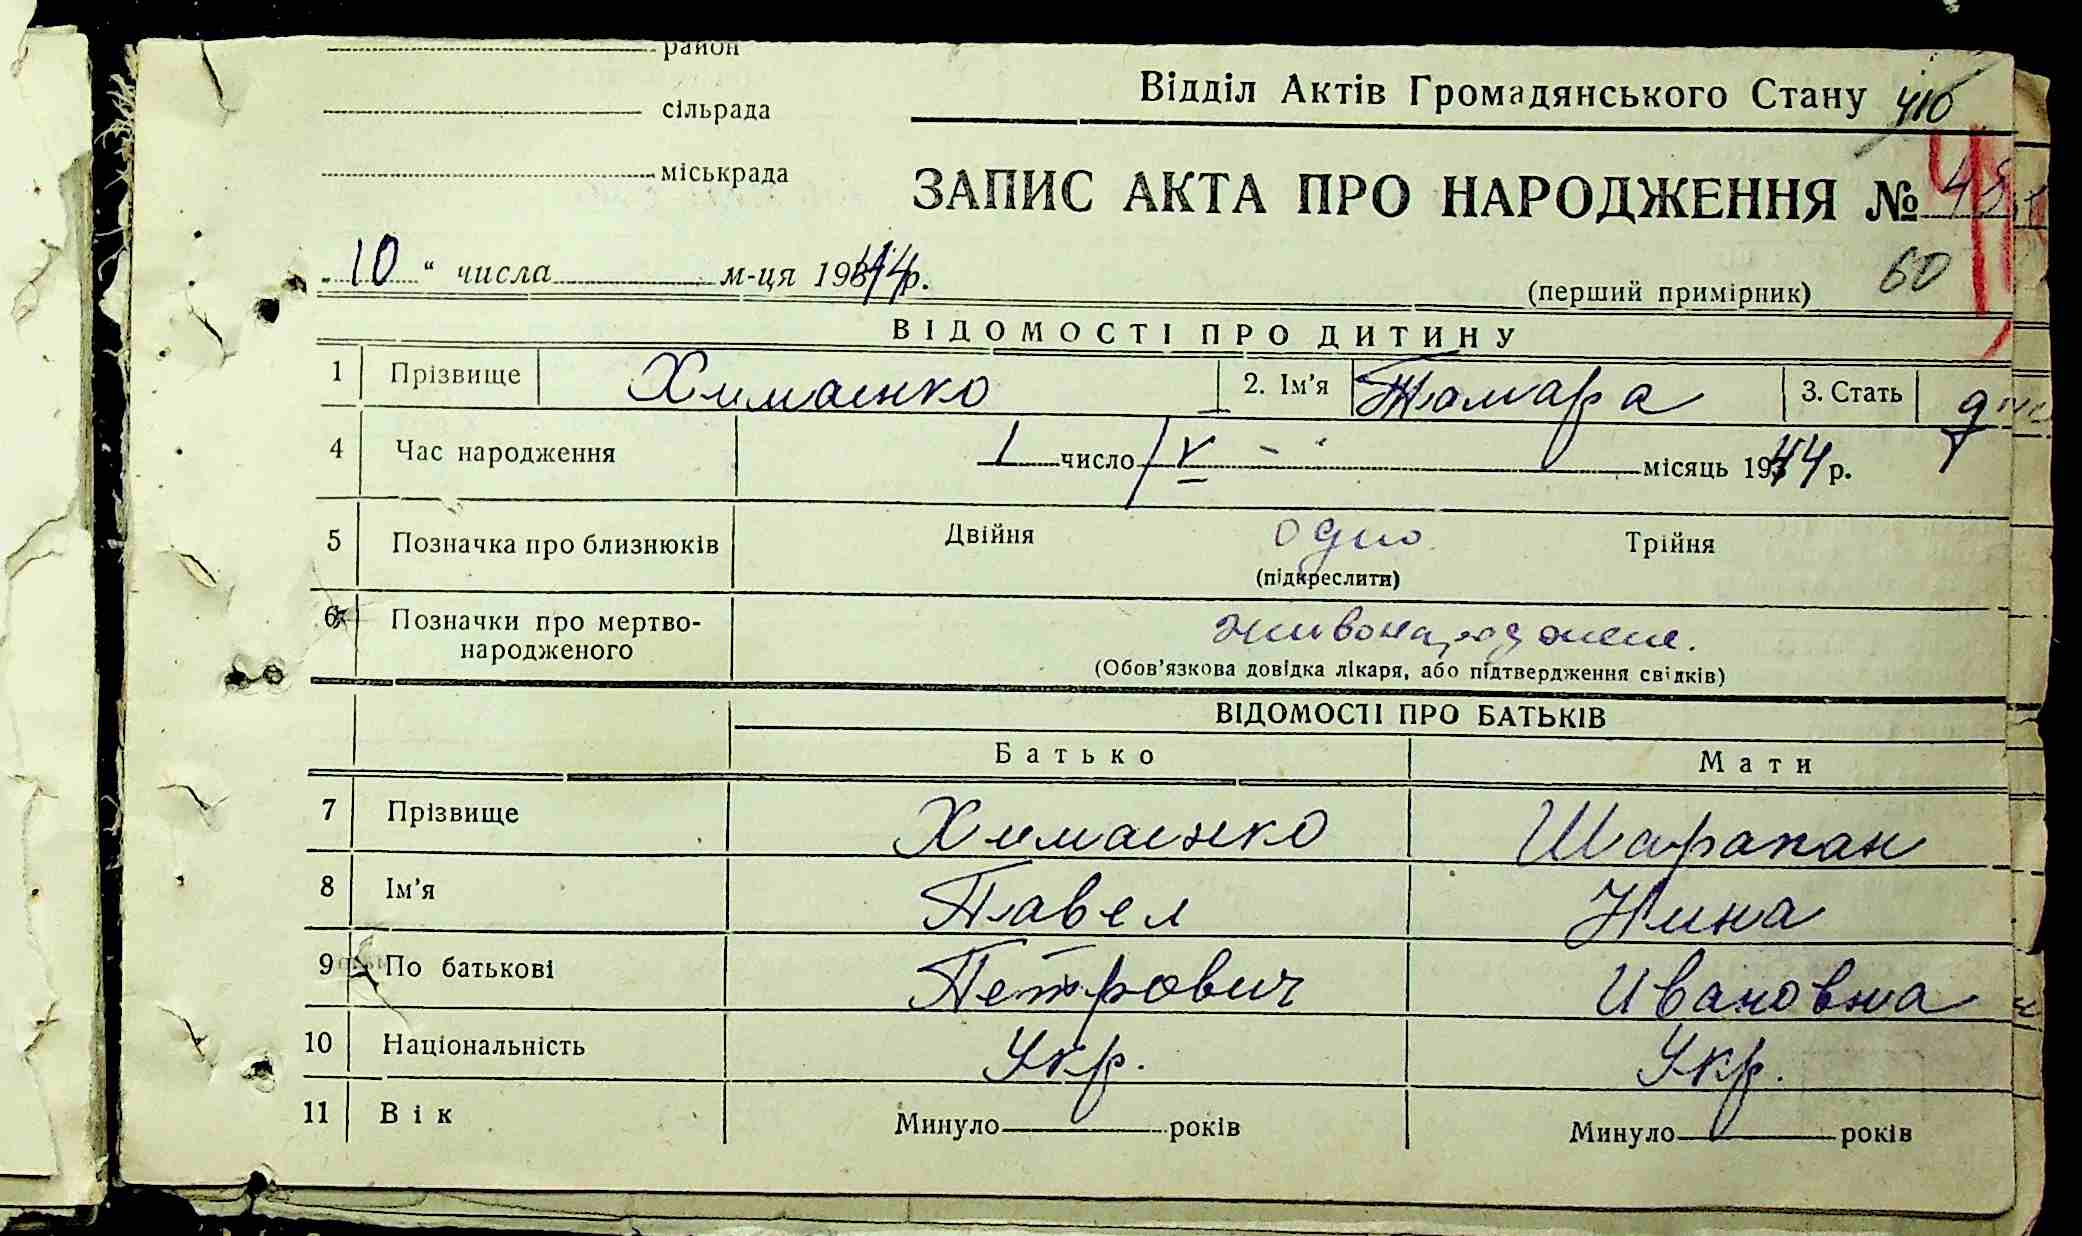 район
Відділ Актів Громадянського Стану 410
сільрада
міськрада
ЗАПИС АКТА ПРО НАРОДЖЕННЯ №
„10“ числа м-ця 1944 р.
(перший примірник) 60
ВІДОМОСТІ ПРО ДИТИНУ
1 Прізвище Химаенко 2. Ім'я Тамара 3. Стать
4 Час народження 1 число V місяць 1944 р.
5 Позначка про близнюків Двійня одно Трійня
(підкреслити)
6 Позначки про мертво-
народженого живонароджене.
(Обов'язкова довідка лікаря, або підтвердження свідків)
ВІДОМОСТІ ПРО БАТЬКІВ
Батько Мати
7 Прізвище Химаенко Шарапан
8 Ім'я Павел Нина
9 По батькові Петрович Ивановна
10 Національність Укр. Укр.
11 Вік Минуло років Минуло років